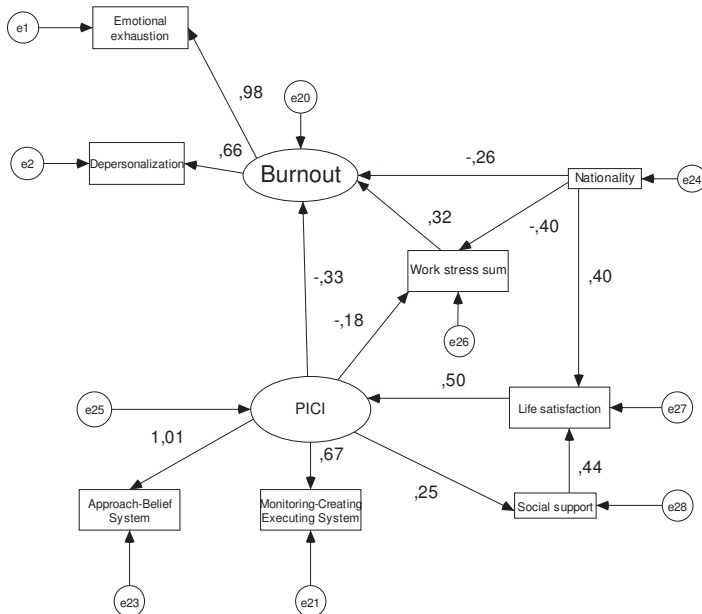 e1
Emotional
exhaustion
,98
e20
e2
Depersonalization
,66
Burnout
-,26
Nationality
e24
,32
-,40
Work stress sum
-,33
,40
-,18
e26
,50
e25
PICI
Life satisfaction
e27
1,01
,67
,44
,25
Approach-Belief
System
Monitoring-Creating
Executing System
Social support
e28
e23
e21